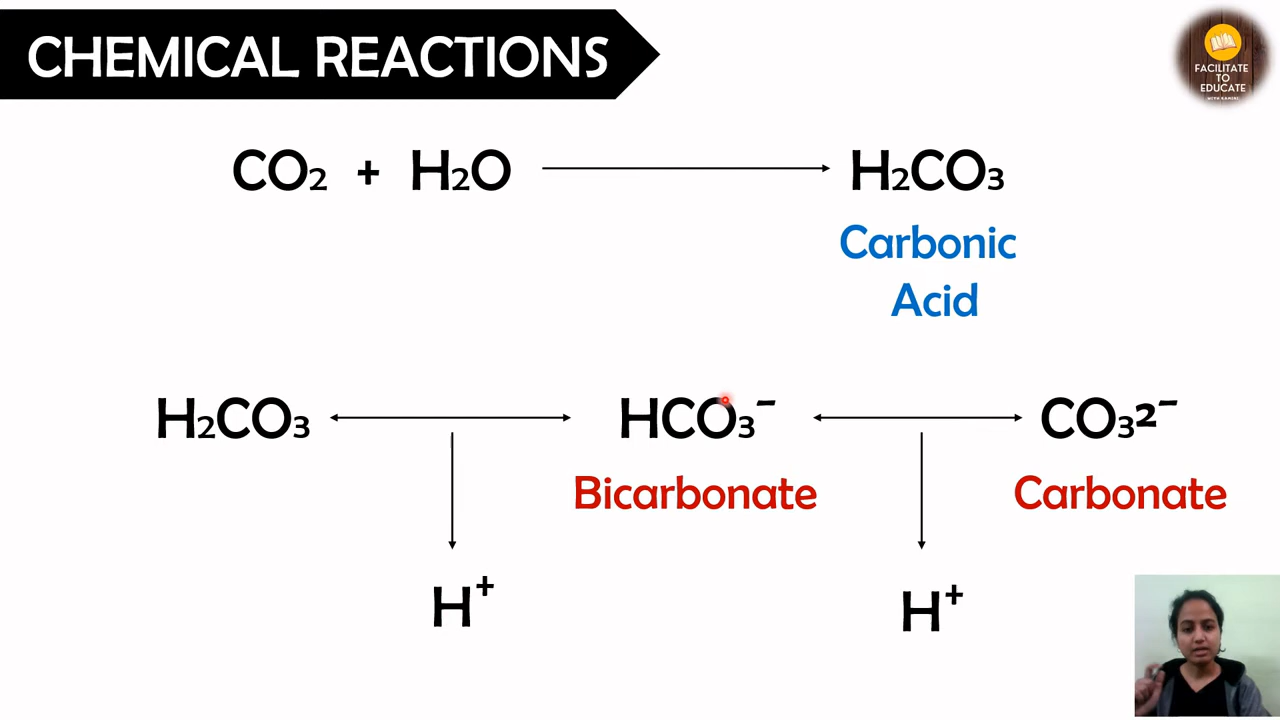 CHEMICAL REACTIONS
FACILITATE
TO
EDUCATE
CO₂ + H₂O H₂CO₃
Carbonic
Acid
H₂CO₃ HCO₃⁻ CO₃²⁻
Bicarbonate Carbonate
H⁺ H⁺